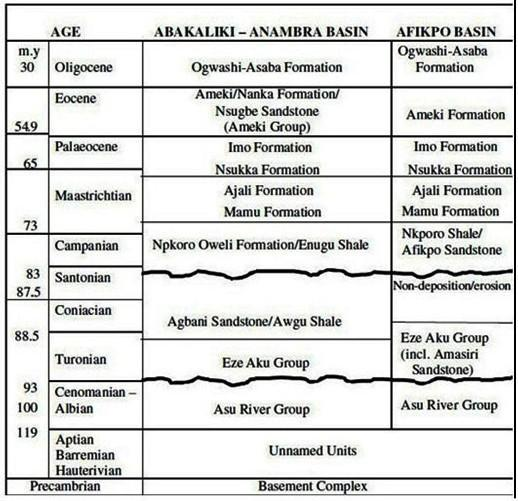 AGE ABAKALIKI – ANAMBRA BASIN AFIKPO BASIN
m.y
30 Oligocene Ogwashi-Asaba Formation Ogwashi-Asaba
Formation
Eocene Ameki/Nanka Formation/
Nsugbe Sandstone
(Ameki Group) Ameki Formation
54.9
Palaeocene Imo Formation Imo Formation
65 Nsukka Formation Nsukka Formation
Maastrichtian Ajali Formation Ajali Formation
Mamu Formation Mamu Formation
73
Campanian Npkoro Oweli Formation/Enugu Shale Nkporo Shale/
Afikpo Sandstone
83 Santonian
87.5 Non-deposition/erosion
Coniacian Agbani Sandstone/Awgu Shale
88.5
Turonian Eze Aku Group Eze Aku Group
(incl. Amasiri
Sandstone)
93 Cenomanian –
100 Albian Asu River Group Asu River Group
119
Aptian
Barremian Unnamed Units
Hauterivian
Precambrian Basement Complex